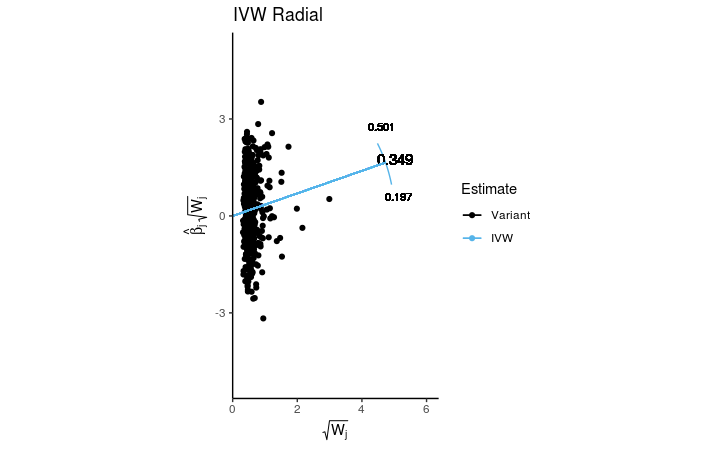 IVW Radial
3
0
-3
β̂j√Wj
0.501
0.349
0.197
0
2
4
6
√Wj
Estimate
Variant
IVW